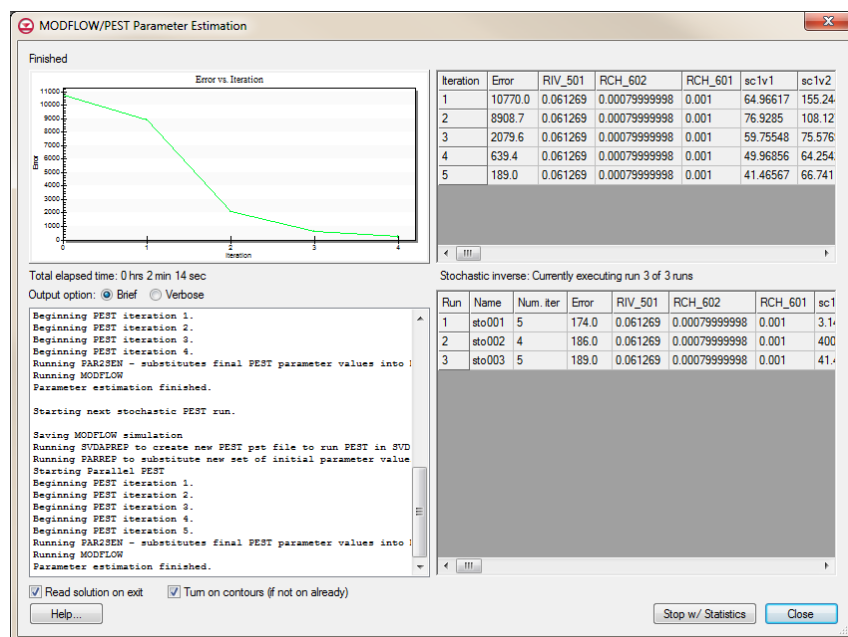 MODFLOW/PEST Parameter Estimation
Finished
Error vs. Iteration
11000
10000
9000
8000
7000
6000
5000
4000
3000
2000
1000
0
Error
0 1 2 3 4
Iteration
Iteration Error RIV_501 RCH_602 RCH_601 sc1v1 sc1v2
1 10770.0 0.061269 0.00079999998 0.001 64.96617 155.24
2 8908.7 0.061269 0.00079999998 0.001 76.9285 108.12
3 2079.6 0.061269 0.00079999998 0.001 59.75548 75.576
4 639.4 0.061269 0.00079999998 0.001 49.96856 64.254
5 189.0 0.061269 0.00079999998 0.001 41.46567 66.741
Total elapsed time: 0 hrs 2 min 14 sec
Output option: Brief Verbose
Beginning PEST iteration 1.
Beginning PEST iteration 2.
Beginning PEST iteration 3.
Beginning PEST iteration 4.
Running PAR2SEN - substitutes final PEST parameter values into
Running MODFLOW
Parameter estimation finished.
Starting next stochastic PEST run.
Saving MODFLOW simulation
Running SVDAPREP to create new PEST pst file to run PEST in SVD
Running PARREP to substitute new set of initial parameter value
Starting Parallel PEST
Beginning PEST iteration 1.
Beginning PEST iteration 2.
Beginning PEST iteration 3.
Beginning PEST iteration 4.
Beginning PEST iteration 5.
Running PAR2SEN - substitutes final PEST parameter values into
Running MODFLOW
Parameter estimation finished.
Stochastic inverse: Currently executing run 3 of 3 runs
Run Name Num. iter Error RIV_501 RCH_602 RCH_601 sc1
1 sto001 5 174.0 0.061269 0.00079999998 0.001 3.14
2 sto002 4 186.0 0.061269 0.00079999998 0.001 400
3 sto003 5 189.0 0.061269 0.00079999998 0.001 41.4
Read solution on exit Turn on contours (if not on already)
Help... Stop w/ Statistics Close